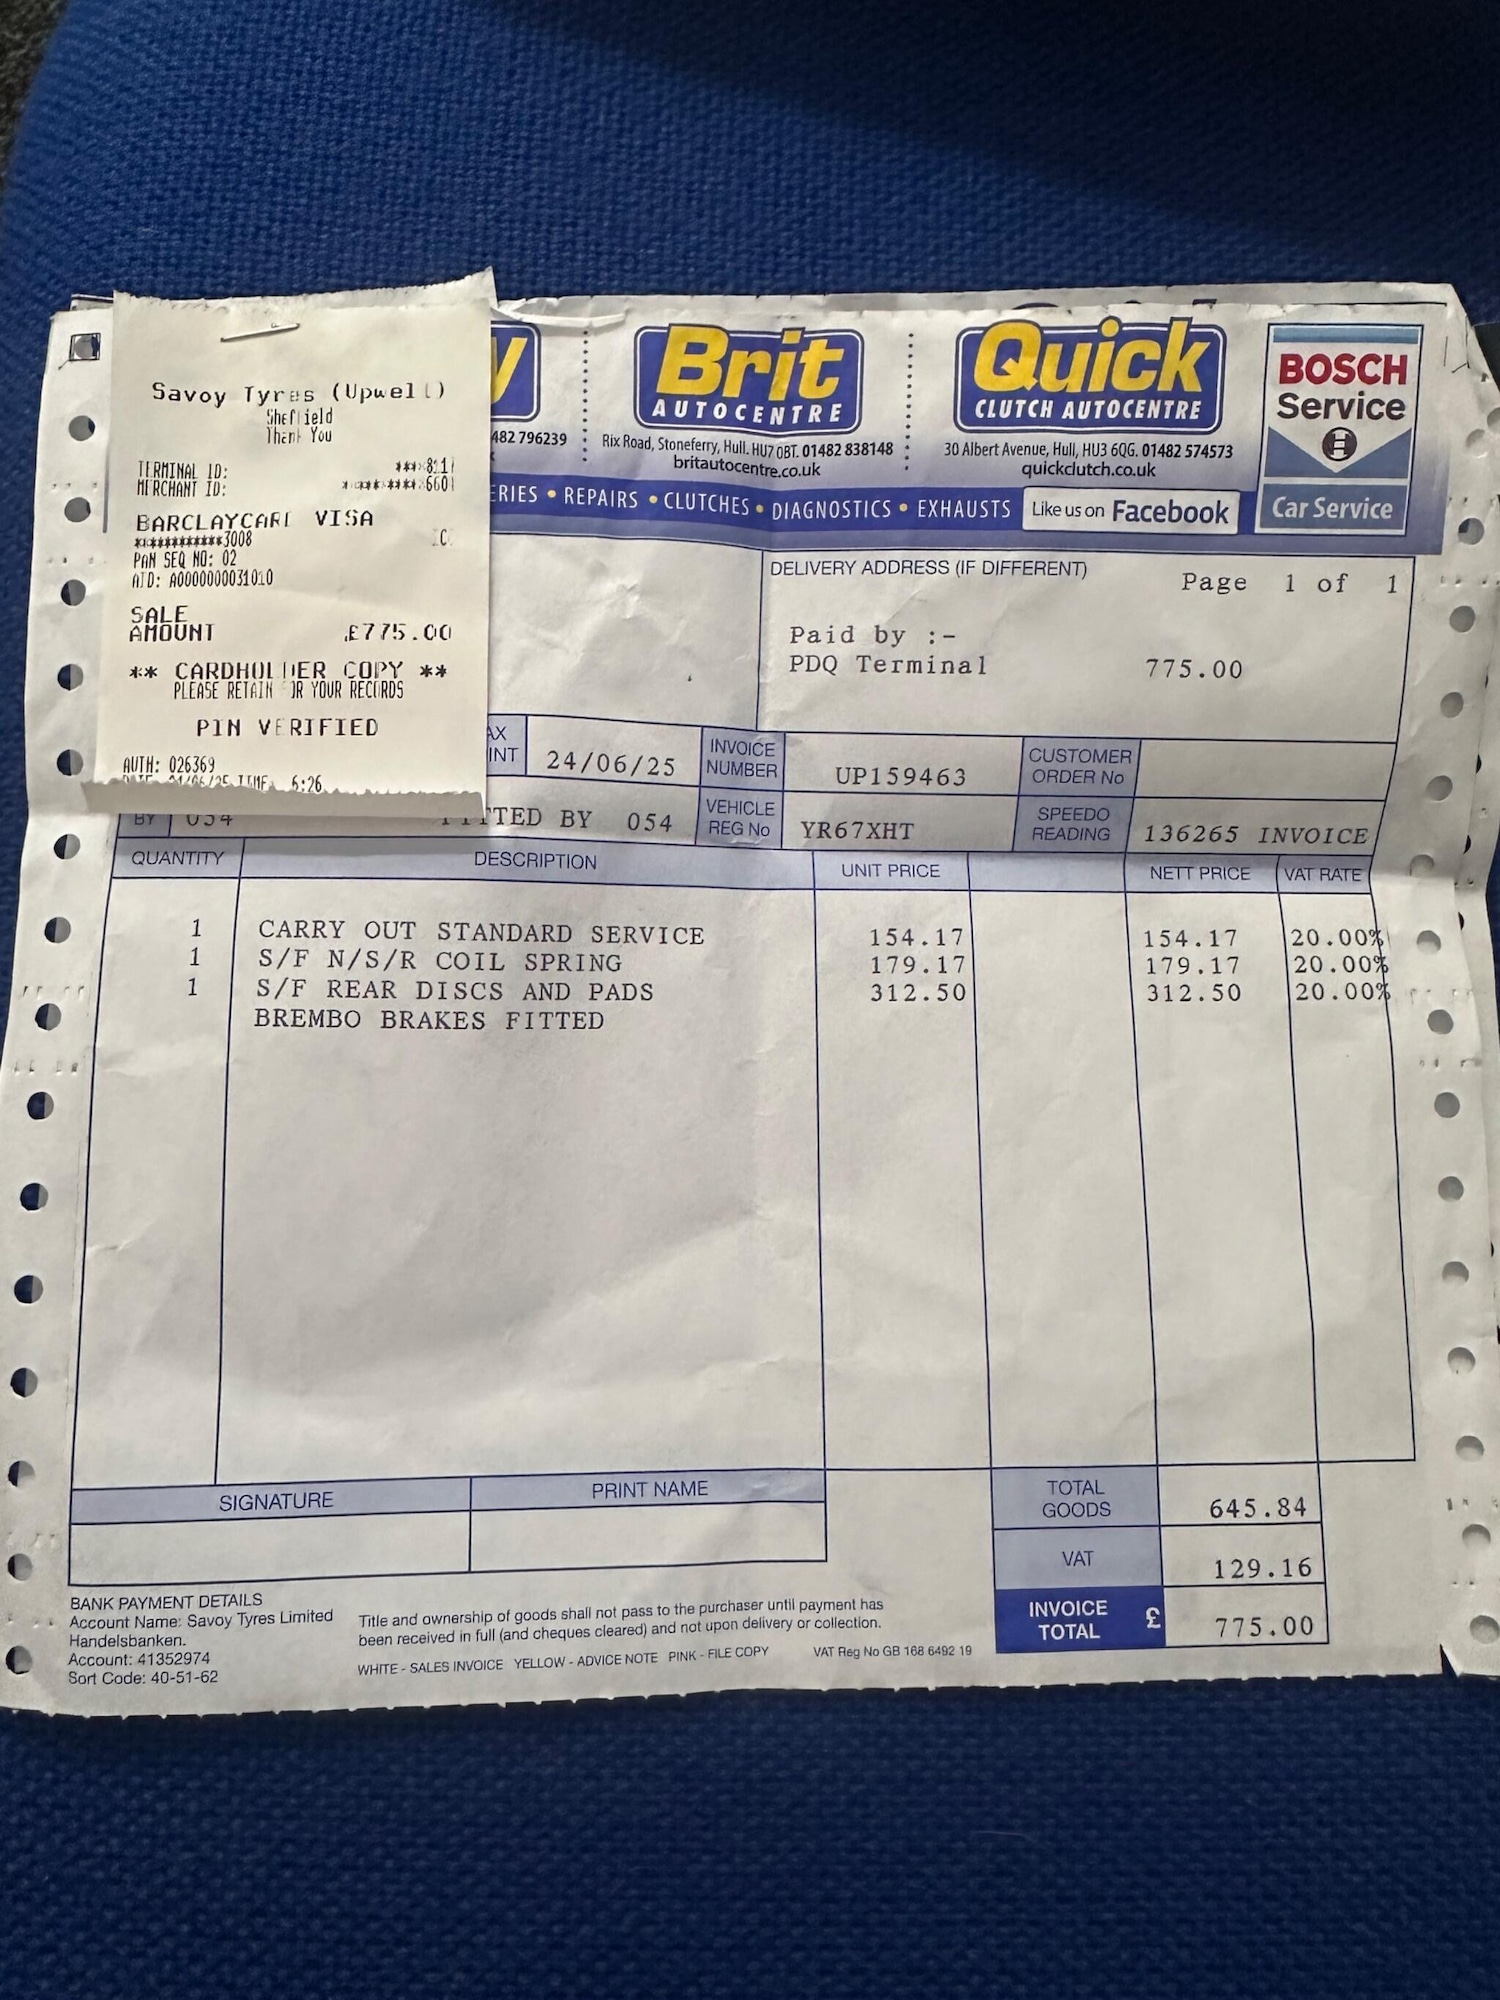 Savoy Tyres (Upwell)
Sheffield
Thank You
TERMINAL ID: ***811
MERCHANT ID: *********660
BARCLAYCARD VISA
************3008
PAN SEQ NO: 02
AID: A0000000031010
SALE
AMOUNT £775.00
** CARDHOLDER COPY **
PLEASE RETAIN FOR YOUR RECORDS
PIN VERIFIED
AUTH: 026369
y
482 796239
Brit
AUTOCENTRE
Rix Road, Stoneferry, Hull. HU7 0BT. 01482 838148
britautocentre.co.uk
Quick
CLUTCH AUTOCENTRE
30 Albert Avenue, Hull, HU3 6QG. 01482 574573
quickclutch.co.uk
BOSCH
Service
Car Service
ERIES • REPAIRS • CLUTCHES • DIAGNOSTICS • EXHAUSTS
Like us on Facebook
DELIVERY ADDRESS (IF DIFFERENT)
Page 1 of 1
Paid by :-
PDQ Terminal 775.00
AX
INT
24/06/25
INVOICE
NUMBER
UP159463
CUSTOMER
ORDER No
BY 054
TTED BY 054
VEHICLE
REG No
YR67XHT
SPEEDO
READING
136265 INVOICE
QUANTITY DESCRIPTION UNIT PRICE NETT PRICE VAT RATE
1 CARRY OUT STANDARD SERVICE 154.17 154.17 20.00%
1 S/F N/S/R COIL SPRING 179.17 179.17 20.00%
1 S/F REAR DISCS AND PADS 312.50 312.50 20.00%
BREMBO BRAKES FITTED
SIGNATURE PRINT NAME
TOTAL
GOODS
645.84
VAT 129.16
INVOICE
TOTAL
£ 775.00
BANK PAYMENT DETAILS
Account Name: Savoy Tyres Limited
Handelsbanken.
Account: 41352974
Sort Code: 40-51-62
Title and ownership of goods shall not pass to the purchaser until payment has
been received in full (and cheques cleared) and not upon delivery or collection.
WHITE - SALES INVOICE YELLOW - ADVICE NOTE PINK - FILE COPY VAT Reg No GB 168 6492 19